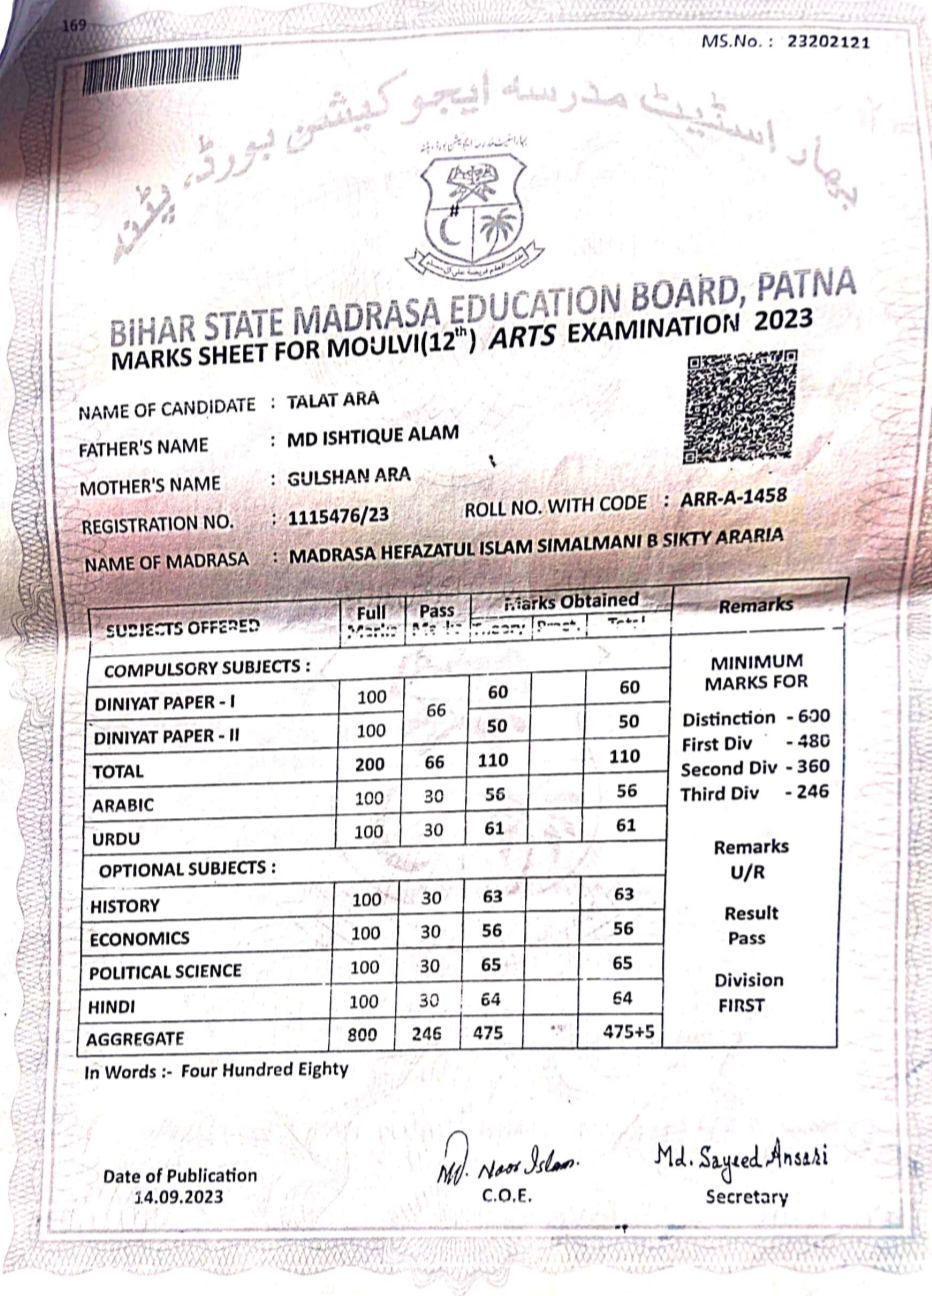 169
MS.No. : 23202121
بہار اسٹیٹ مدرسہ ایجوکیشن بورڈ، پٹنہ
BIHAR STATE MADRASA EDUCATION BOARD, PATNA
MARKS SHEET FOR MOULVI(12th) ARTS EXAMINATION 2023
NAME OF CANDIDATE : TALAT ARA
FATHER'S NAME : MD ISHTIQUE ALAM
MOTHER'S NAME : GULSHAN ARA
REGISTRATION NO. : 1115476/23 ROLL NO. WITH CODE : ARR-A-1458
NAME OF MADRASA : MADRASA HEFAZATUL ISLAM SIMALMANI B SIKTY ARARIA
SUBJECTS OFFERED Full Marks Pass Marks Marks Obtained Theory Pract. Total Remarks
COMPULSORY SUBJECTS :
DINIYAT PAPER - I 100 66 60 60
DINIYAT PAPER - II 100 50 50
TOTAL 200 66 110 110
ARABIC 100 30 56 56
URDU 100 30 61 61
OPTIONAL SUBJECTS :
HISTORY 100 30 63 63
ECONOMICS 100 30 56 56
POLITICAL SCIENCE 100 30 65 65
HINDI 100 30 64 64
AGGREGATE 800 246 475 475+5
MINIMUM
MARKS FOR
Distinction - 600
First Div - 480
Second Div - 360
Third Div - 246
Remarks
U/R
Result
Pass
Division
FIRST
In Words :- Four Hundred Eighty
Date of Publication
14.09.2023
Md. Noor Islam.
C.O.E.
Md. Sayeed Ansari
Secretary